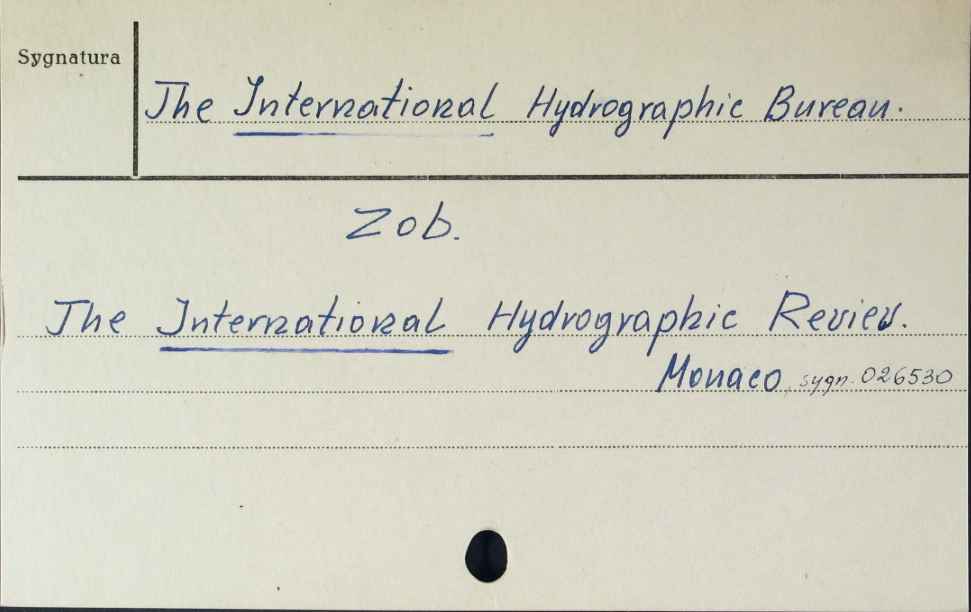 Sygnatura
The International Hydrographic Bureau.
Zob.
The International Hydrographic Review.
Monaco, sygn. 026530